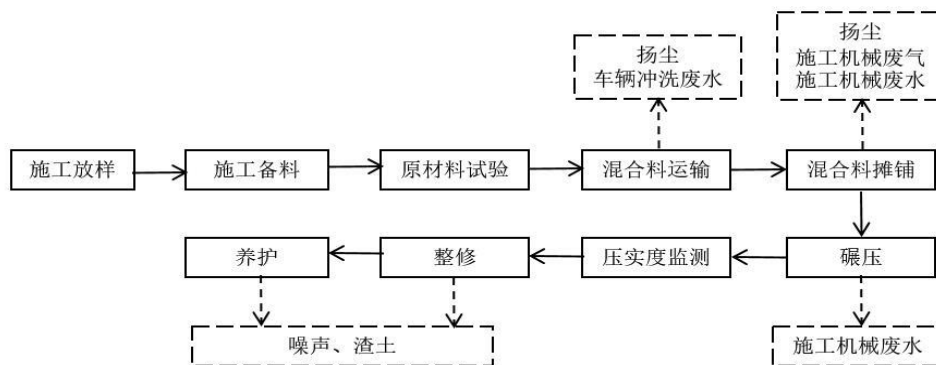 扬尘
车辆冲洗废水
扬尘
施工机械废气
施工机械废水
施工放样
施工备料
原材料试验
混合料运输
混合料摊铺
养护
整修
压实度监测
碾压
噪声、渣土
施工机械废水